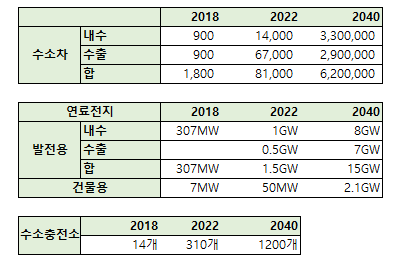 2018 2022 2040
수소차 내수 900 14,000 3,300,000
수출 900 67,000 2,900,000
합 1,800 81,000 6,200,000
연료전지 2018 2022 2040
발전용 내수 307MW 1GW 8GW
수출 0.5GW 7GW
합 307MW 1.5GW 15GW
건물용 7MW 50MW 2.1GW
수소충전소 2018 2022 2040
14개 310개 1200개